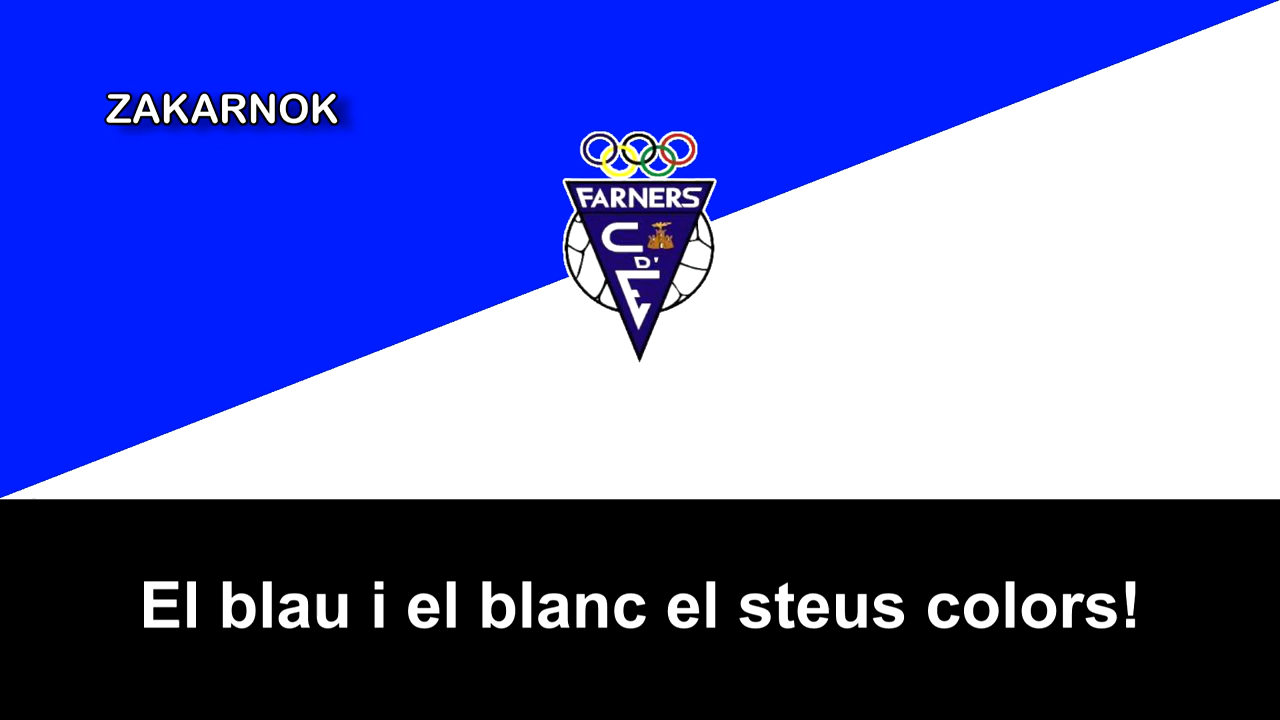 ZAKARNOK
FARNERS
C
D'
E
El blau i el blanc el steus colors!